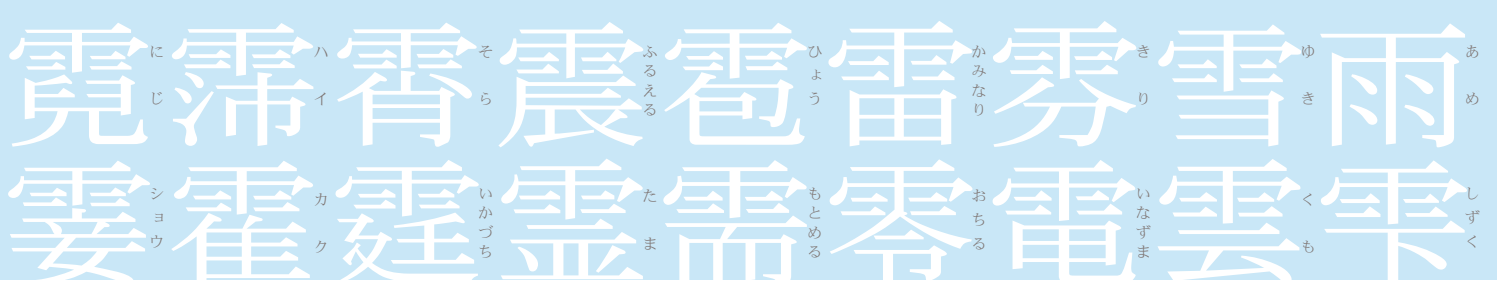 雨
あめ
雫
しずく
雪
ゆき
雲
くも
雰
きり
電
いなずま
雷
かみなり
零
おちる
雹
ひょう
需
もとめる
震
ふるえる
霊
たま
霄
そら
霆
いかづち
霈
ハイ
霍
カク
霓
にじ
霎
ショウ